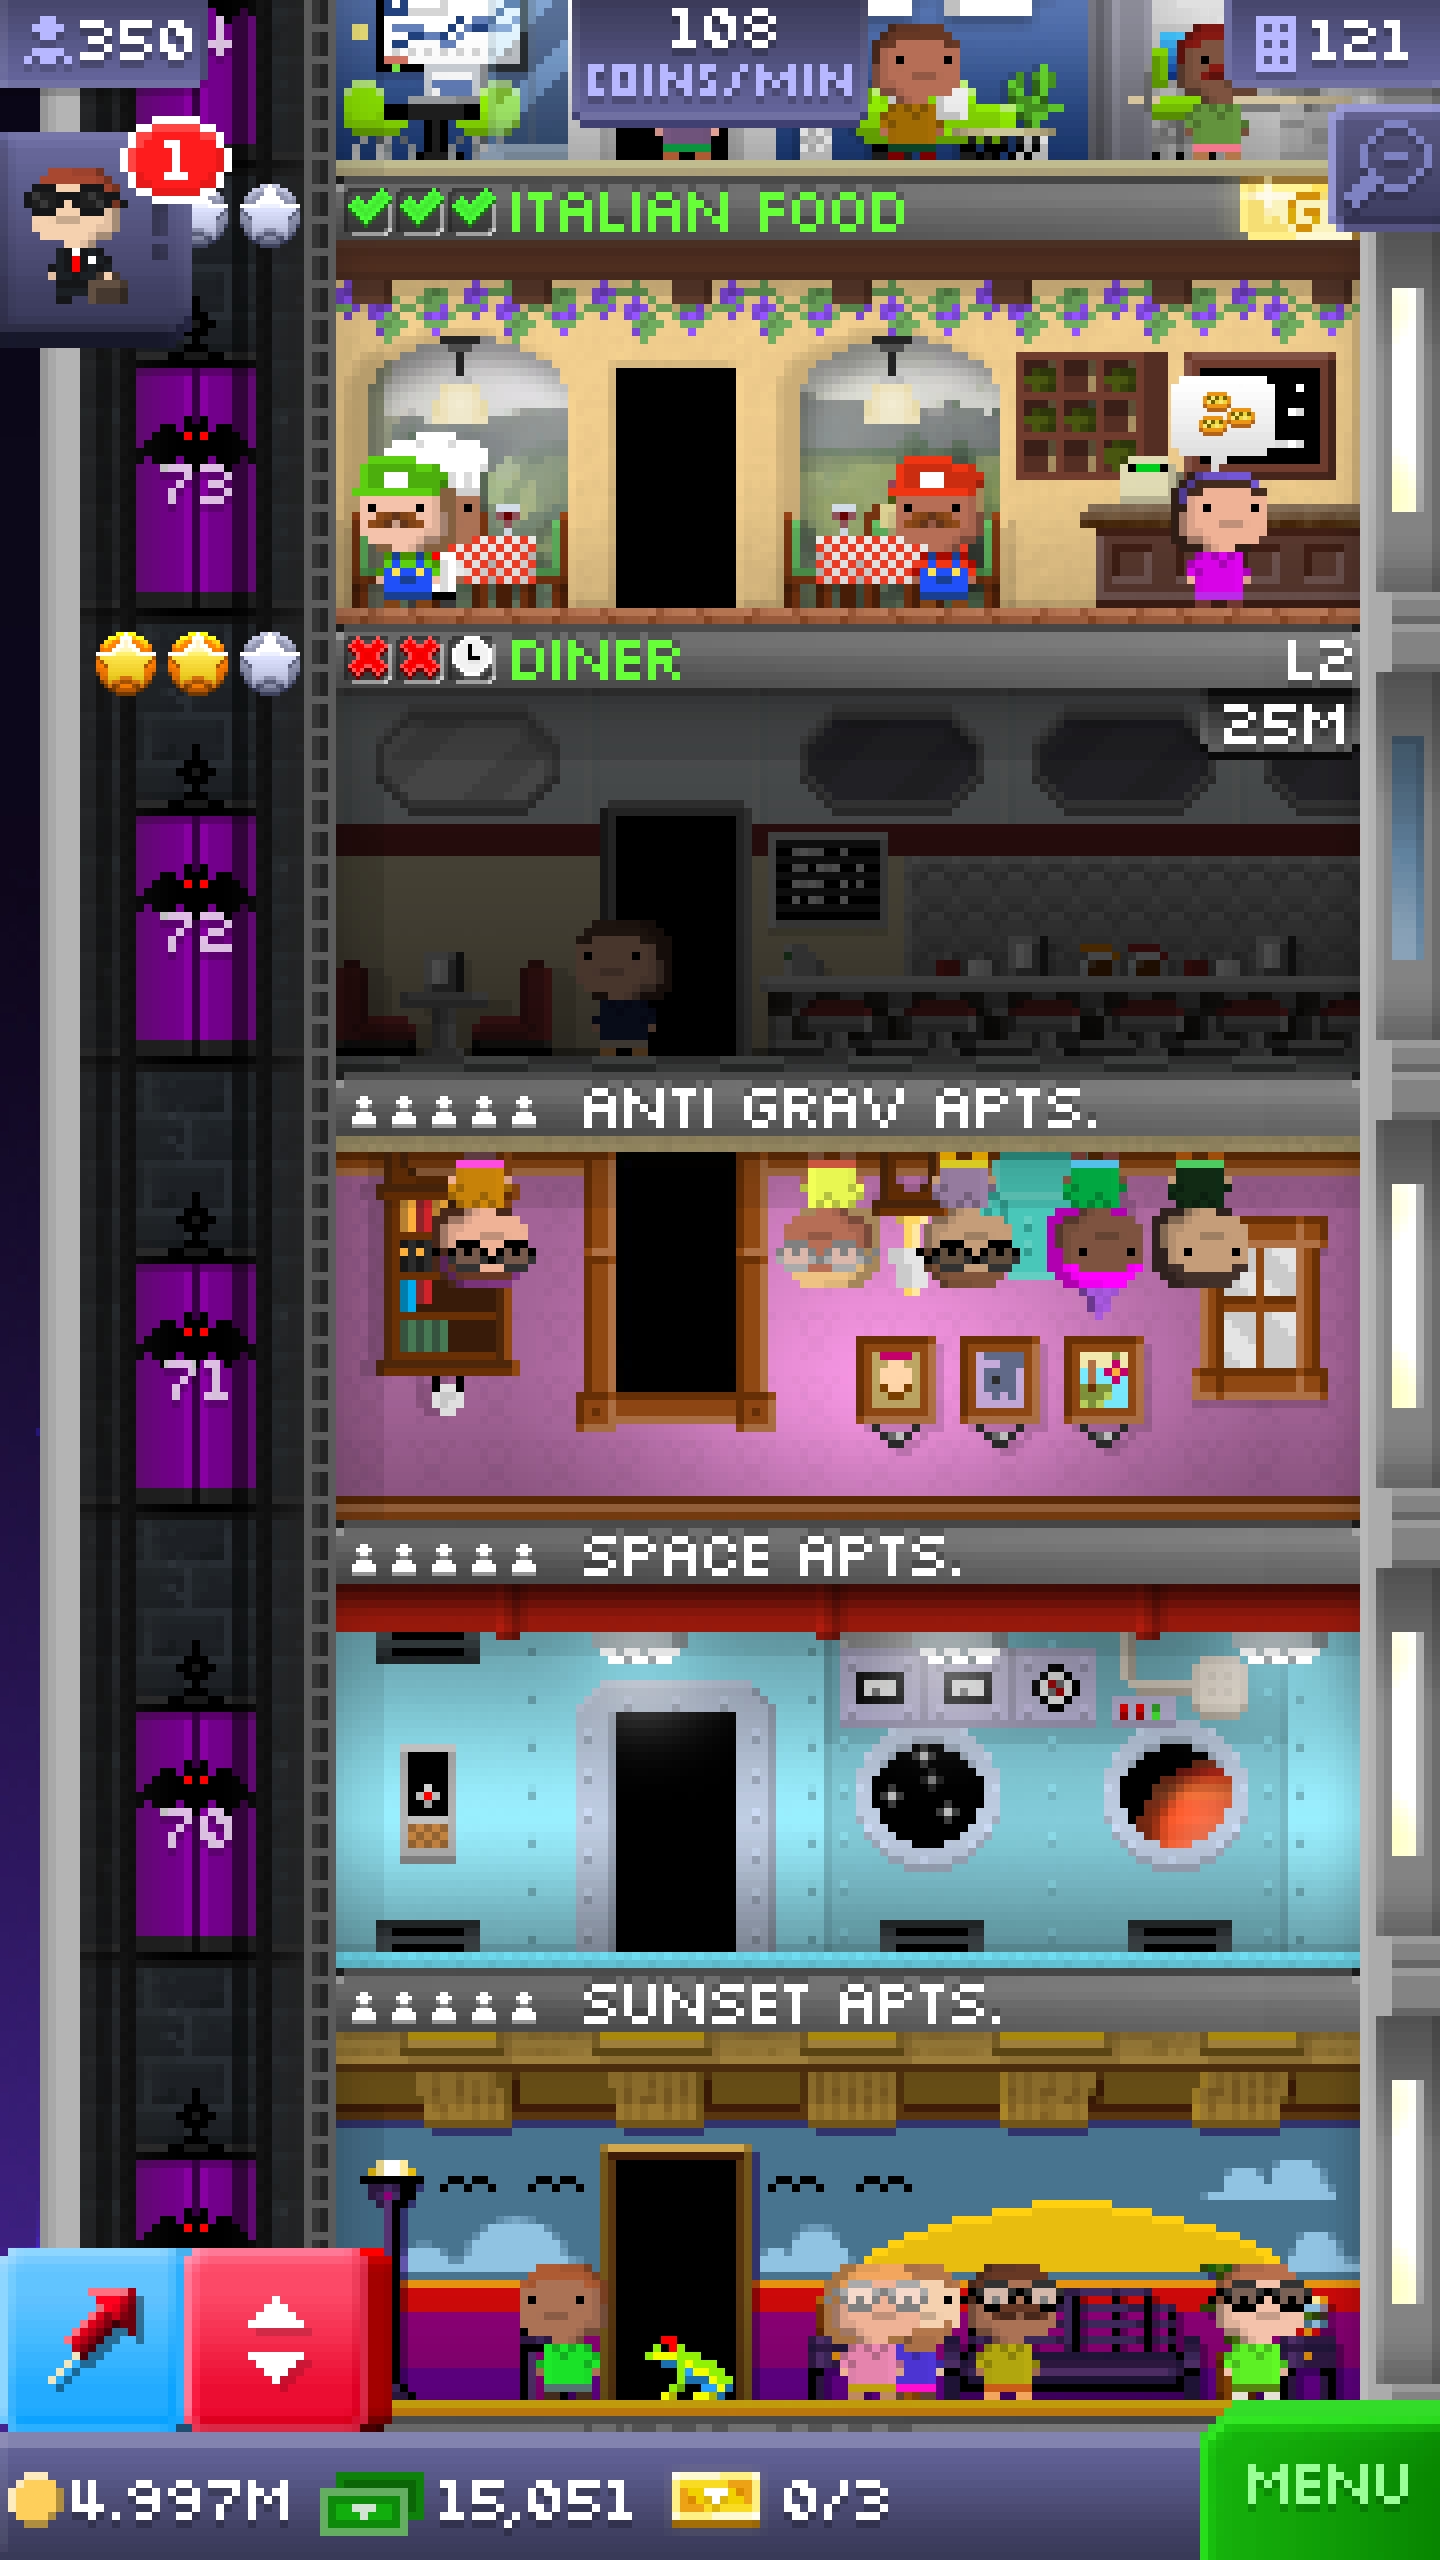 350
108
COINS/MIN
121
1
ITALIAN FOOD
G
73
DINER
L2
25M
72
ANTI GRAV APTS.
71
SPACE APTS.
70
SUNSET APTS.
4.997M
15,051
0/3
MENU